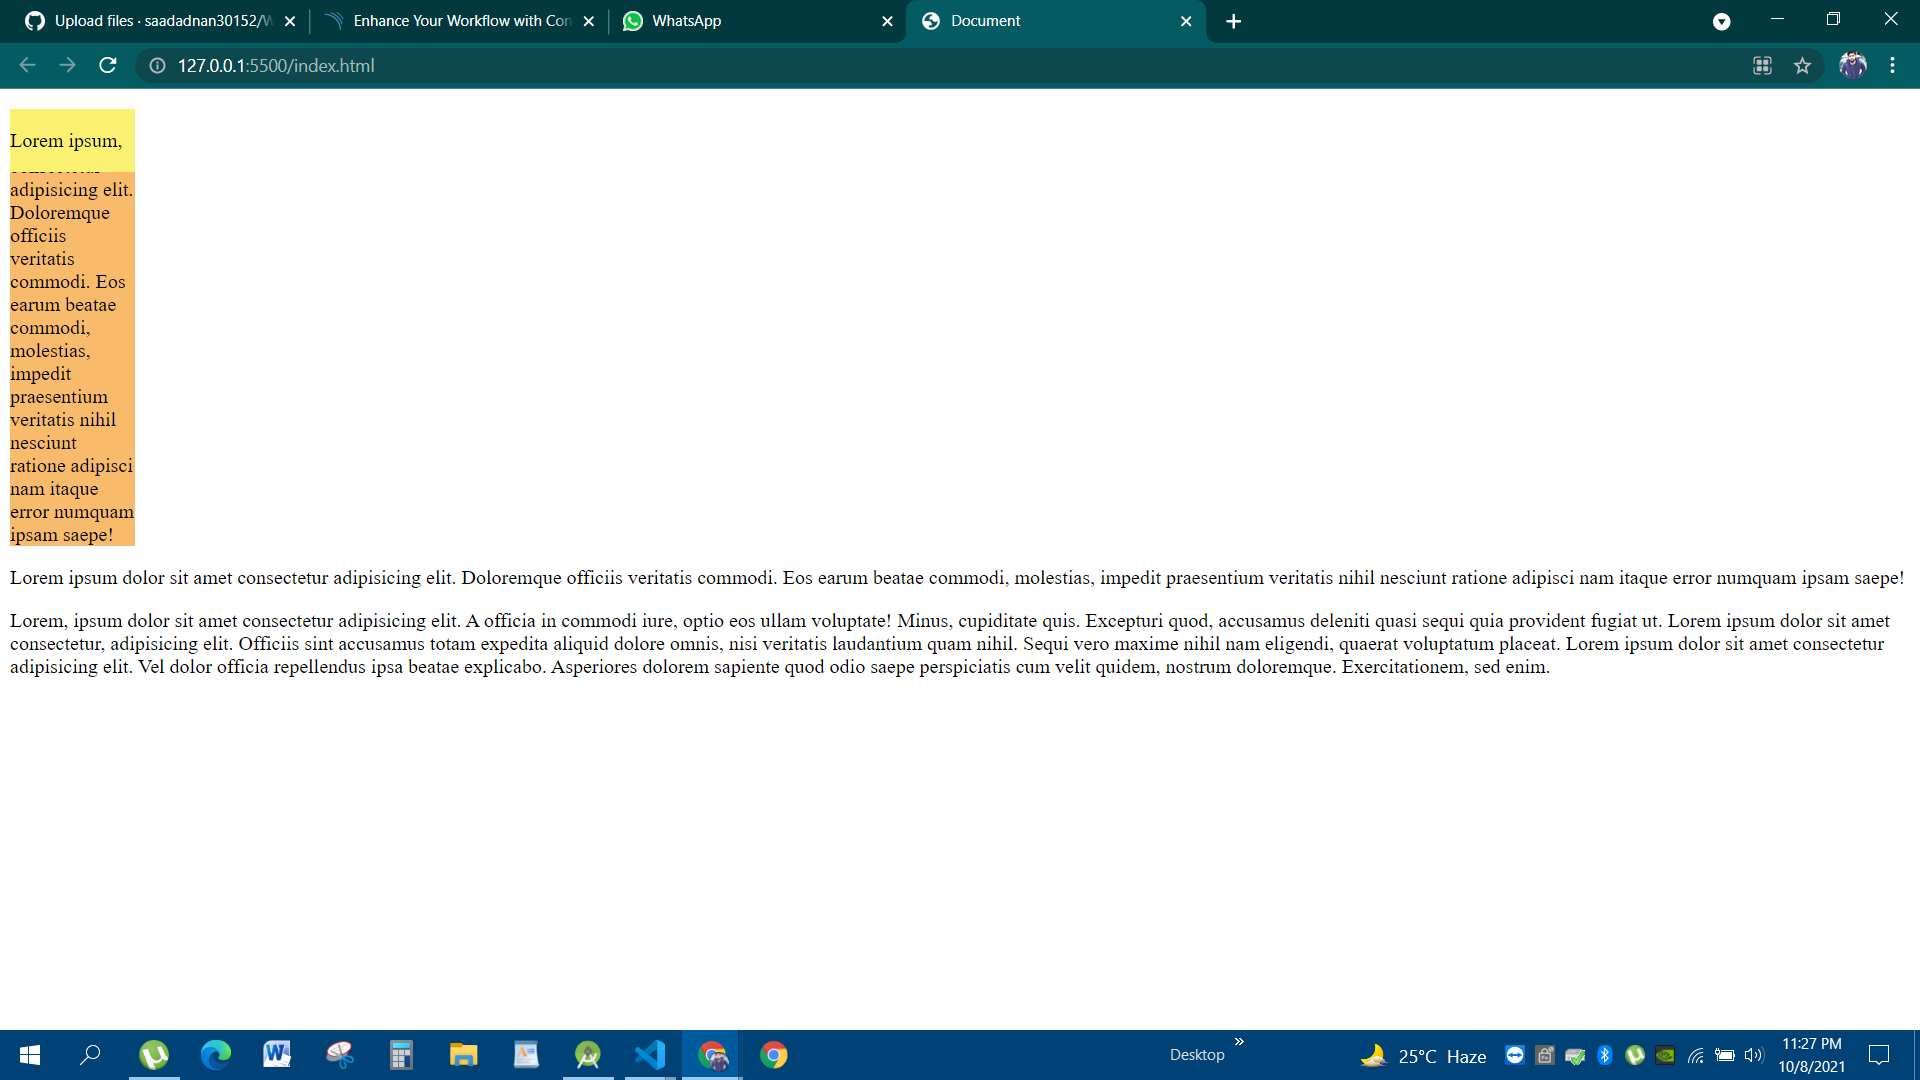 Upload files · saadadnan30152/W
Enhance Your Workflow with Con
WhatsApp
Document
127.0.0.1:5500/index.html
Lorem ipsum,
adipisicing elit.
Doloremque
officiis
veritatis
commodi. Eos
earum beatae
commodi,
molestias,
impedit
praesentium
veritatis nihil
nesciunt
ratione adipisci
nam itaque
error numquam
ipsam saepe!
Lorem ipsum dolor sit amet consectetur adipisicing elit. Doloremque officiis veritatis commodi. Eos earum beatae commodi, molestias, impedit praesentium veritatis nihil nesciunt ratione adipisci nam itaque error numquam ipsam saepe!
Lorem, ipsum dolor sit amet consectetur adipisicing elit. A officia in commodi iure, optio eos ullam voluptate! Minus, cupiditate quis. Excepturi quod, accusamus deleniti quasi sequi quia provident fugiat ut. Lorem ipsum dolor sit amet
consectetur, adipisicing elit. Officiis sint accusamus totam expedita aliquid dolore omnis, nisi veritatis laudantium quam nihil. Sequi vero maxime nihil nam eligendi, quaerat voluptatum placeat. Lorem ipsum dolor sit amet consectetur
adipisicing elit. Vel dolor officia repellendus ipsa beatae explicabo. Asperiores dolorem sapiente quod odio saepe perspiciatis cum velit quidem, nostrum doloremque. Exercitationem, sed enim.
Desktop
25°C Haze
11:27 PM
10/8/2021